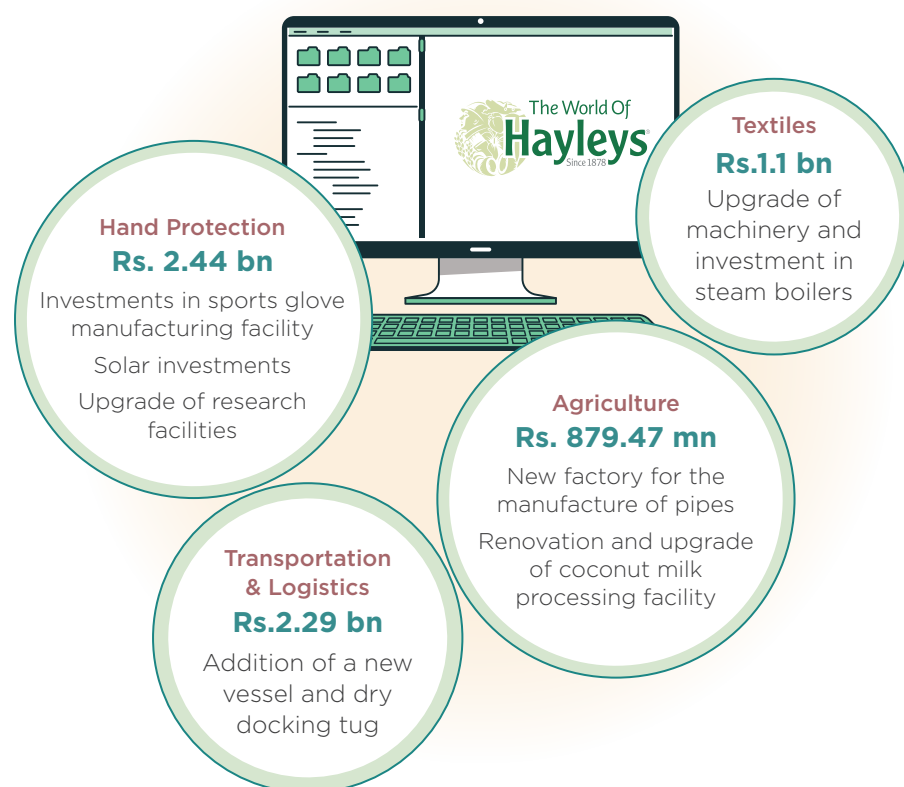 The World Of
Hayleys
Since 1878
Textiles
Rs.1.1 bn
Upgrade of
machinery and
investment in
steam boilers
Hand Protection
Rs. 2.44 bn
Investments in sports glove
manufacturing facility
Solar investments
Upgrade of research
facilities
Agriculture
Rs. 879.47 mn
New factory for the
manufacture of pipes
Renovation and upgrade
of coconut milk
processing facility
Transportation
& Logistics
Rs.2.29 bn
Addition of a new
vessel and dry
docking tug